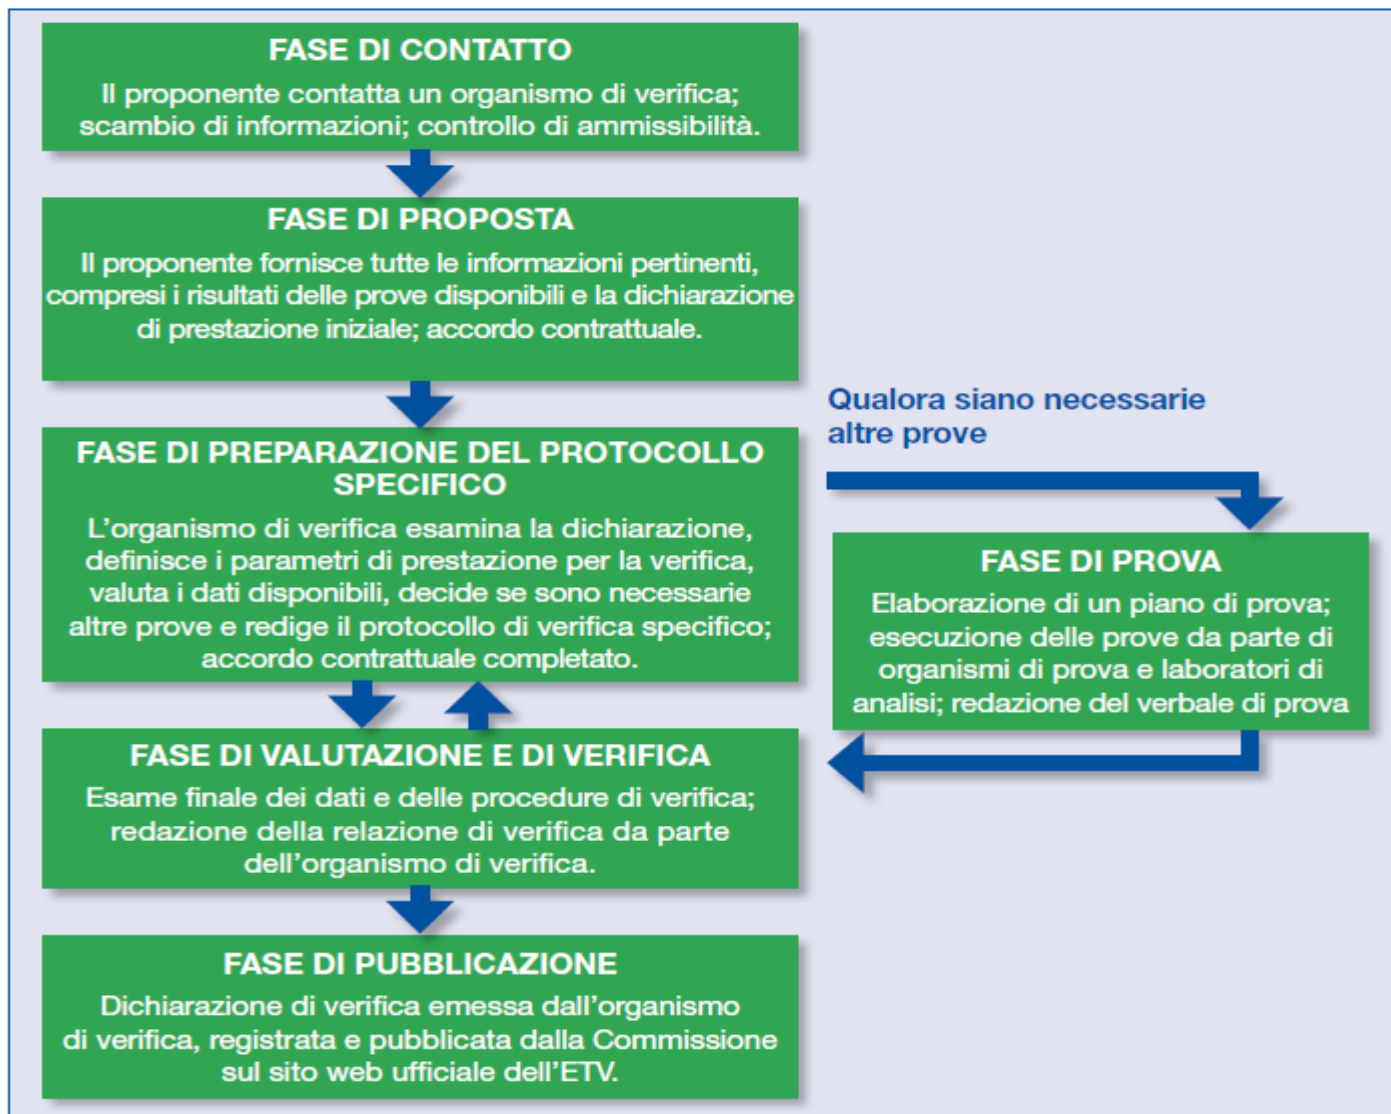 FASE DI CONTATTO
Il proponente contatta un organismo di verifica;
scambio di informazioni; controllo di ammissibilità.
FASE DI PROPOSTA
Il proponente fornisce tutte le informazioni pertinenti,
compresi i risultati delle prove disponibili e la dichiarazione
di prestazione iniziale; accordo contrattuale.
FASE DI PREPARAZIONE DEL PROTOCOLLO
SPECIFICO
L'organismo di verifica esamina la dichiarazione,
definisce i parametri di prestazione per la verifica,
valuta i dati disponibili, decide se sono necessarie
altre prove e redige il protocollo di verifica specifico;
accordo contrattuale completato.
Qualora siano necessarie
altre prove
FASE DI PROVA
Elaborazione di un piano di prova;
esecuzione delle prove da parte di
organismi di prova e laboratori di
analisi; redazione del verbale di prova
FASE DI VALUTAZIONE E DI VERIFICA
Esame finale dei dati e delle procedure di verifica;
redazione della relazione di verifica da parte
dell'organismo di verifica.
FASE DI PUBBLICAZIONE
Dichiarazione di verifica emessa dall'organismo
di verifica, registrata e pubblicata dalla Commissione
sul sito web ufficiale dell'ETV.